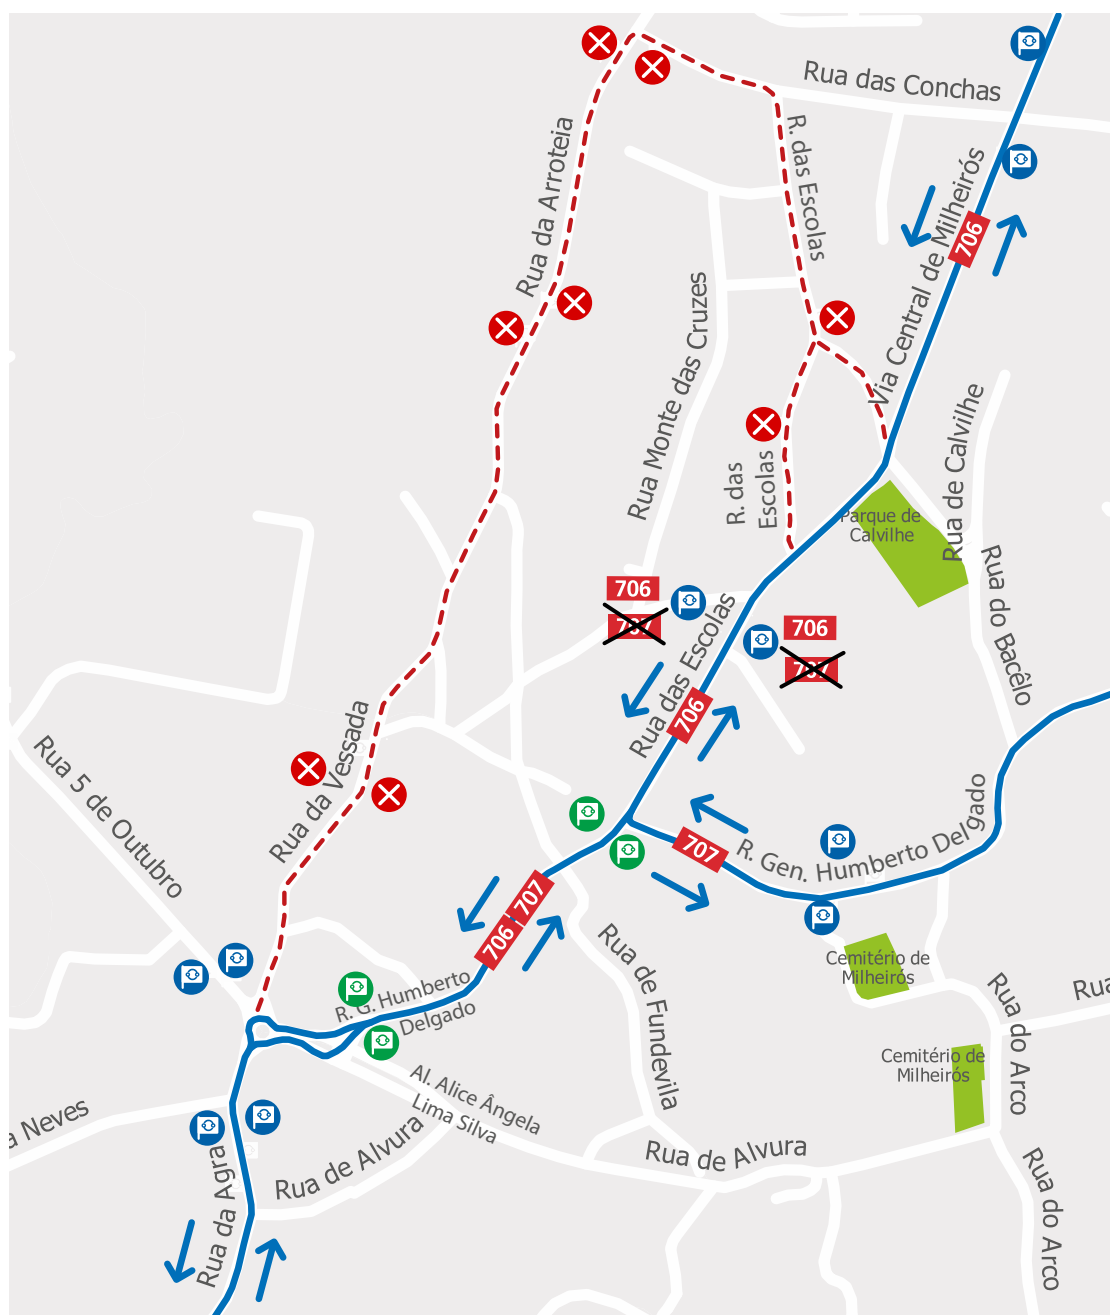 Rua das Conchas
R. das Escolas
Rua da Arroteia
Via Central de Milheirós
706
Rua Monte das Cruzes
Rua de Calvilhe
R. das
Escolas
Parque de
Calvilhe
Rua do Bacêlo
706
707
706
707
Rua das Escolas
706
Rua da Vessada
Rua 5 de Outubro
707
R. Gen. Humberto Delgado
706
707
Rua de Fundevila
Cemitério de
Milheirós
R. G. Humberto
Delgado
Rua do Arco
Rua
Cemitério de
Milheirós
Al. Alice Ângela
Lima Silva
a Neves
Rua de Alvura
Rua de Alvura
Rua da Agra
Rua do Arco